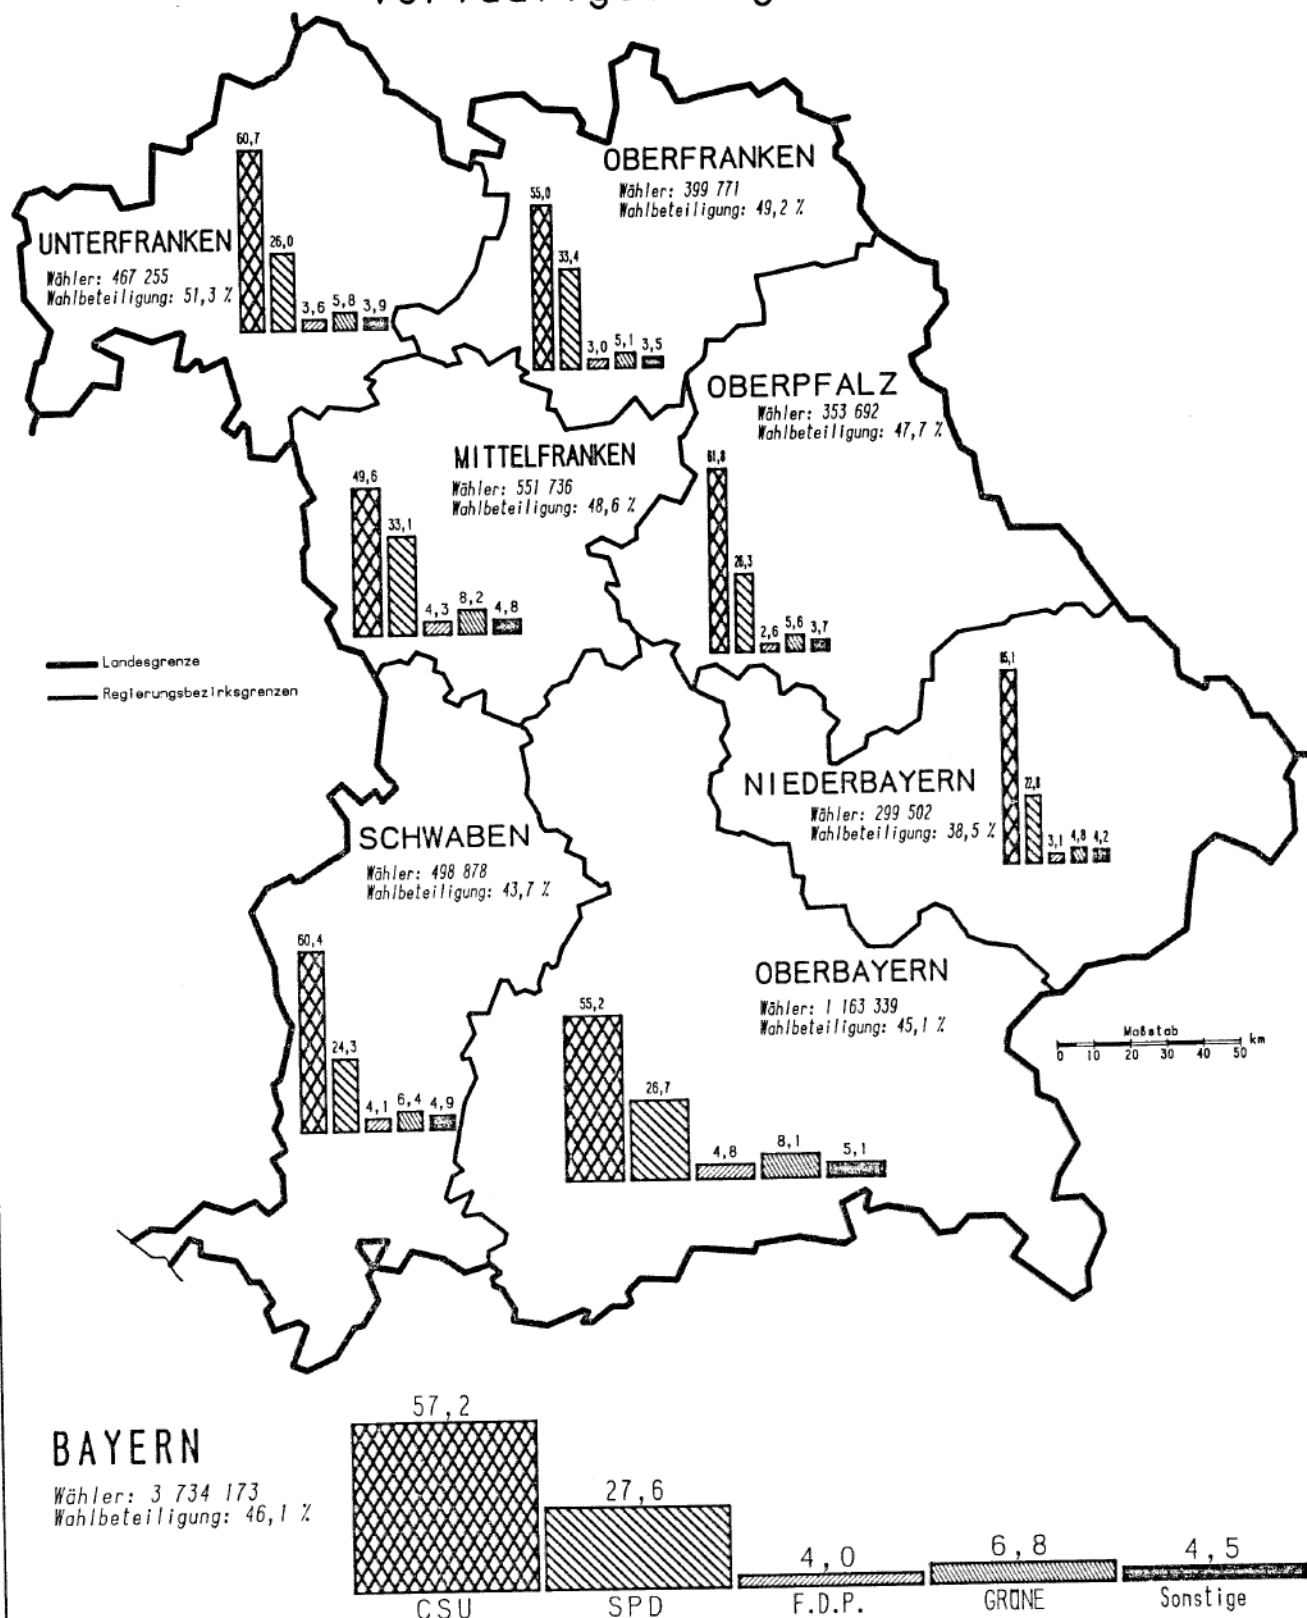 60,7
26,0
3,6
5,8
3,9
UNTERFRANKEN
Wähler: 467 255
Wahlbeteiligung: 51,3 %
OBERFRANKEN
Wähler: 399 771
Wahlbeteiligung: 49,2 %
55,0
33,4
3,0
5,1
3,5
OBERPFALZ
Wähler: 353 692
Wahlbeteiligung: 47,7 %
61,8
26,3
2,6
5,6
3,7
MITTELFRANKEN
Wähler: 551 736
Wahlbeteiligung: 48,6 %
49,6
33,1
4,3
8,2
4,8
Landesgrenze
Regierungsbezirksgrenzen
NIEDERBAYERN
Wähler: 299 502
Wahlbeteiligung: 38,5 %
65,1
22,8
3,1
4,8
4,2
SCHWABEN
Wähler: 498 878
Wahlbeteiligung: 43,7 %
60,4
24,3
4,1
6,4
4,9
OBERBAYERN
Wähler: 1 163 339
Wahlbeteiligung: 45,1 %
55,2
26,7
4,8
8,1
5,1
Maßstab
0 10 20 30 40 50 km
BAYERN
Wähler: 3 734 173
Wahlbeteiligung: 46,1 %
57,2
27,6
4,0
6,8
4,5
CSU SPD F.D.P. GRÜNE Sonstige